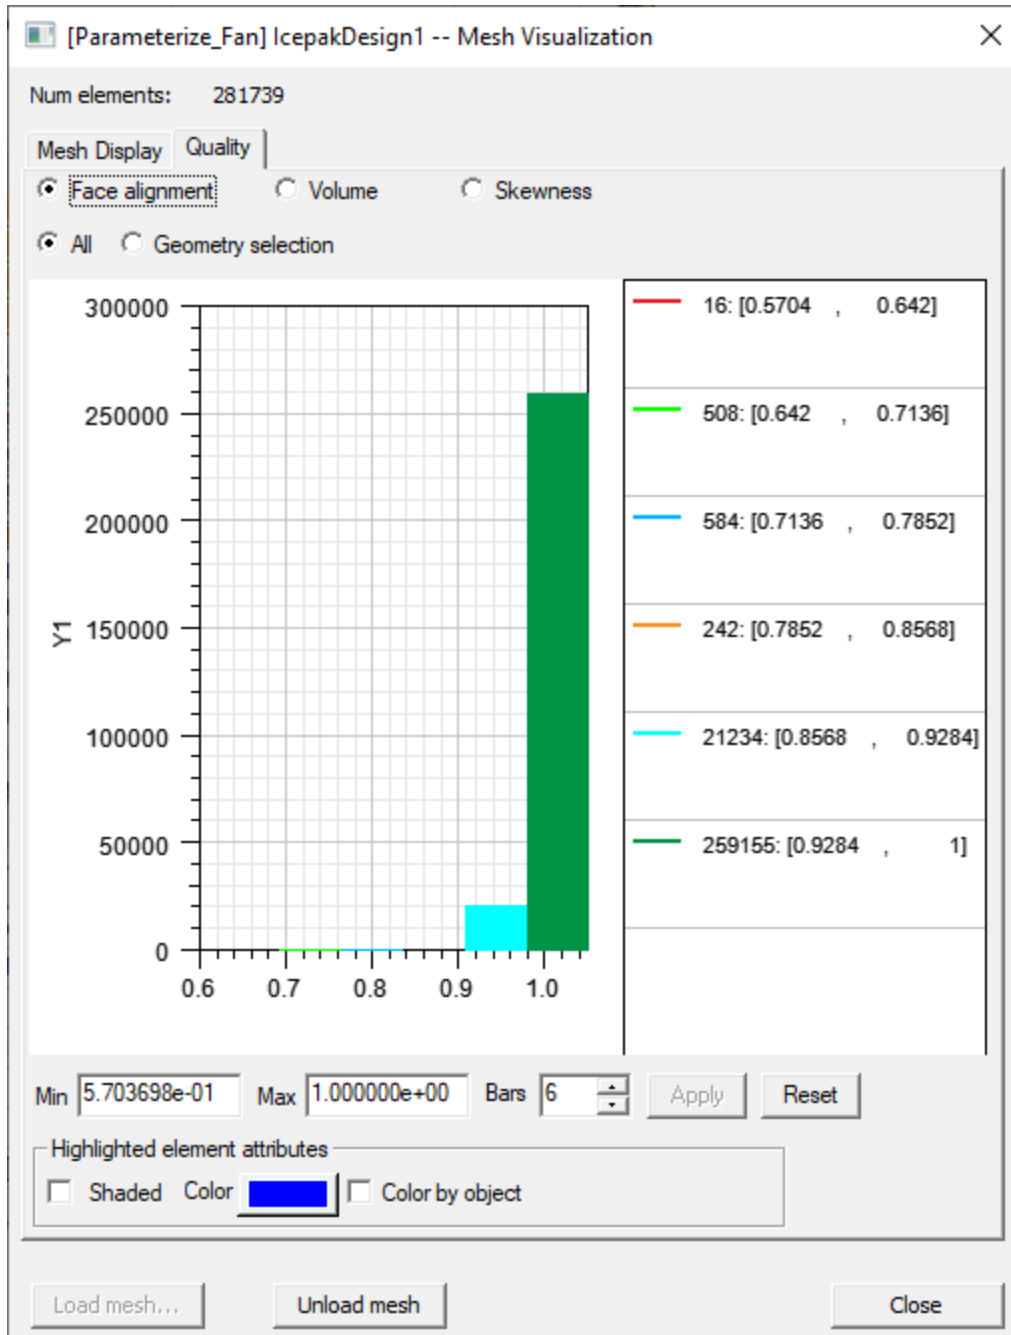 [Parameterize_Fan] IcepakDesign1 -- Mesh Visualization
Num elements: 281739
Mesh Display Quality
Face alignment Volume Skewness
All Geometry selection
300000
250000
200000
150000
100000
50000
0
Y1
0.6 0.7 0.8 0.9 1.0
16: [0.5704 , 0.642]
508: [0.642 , 0.7136]
584: [0.7136 , 0.7852]
242: [0.7852 , 0.8568]
21234: [0.8568 , 0.9284]
259155: [0.9284 , 1]
Min 5.703698e-01 Max 1.000000e+00 Bars 6 Apply Reset
Highlighted element attributes
Shaded Color Color by object
Load mesh... Unload mesh Close